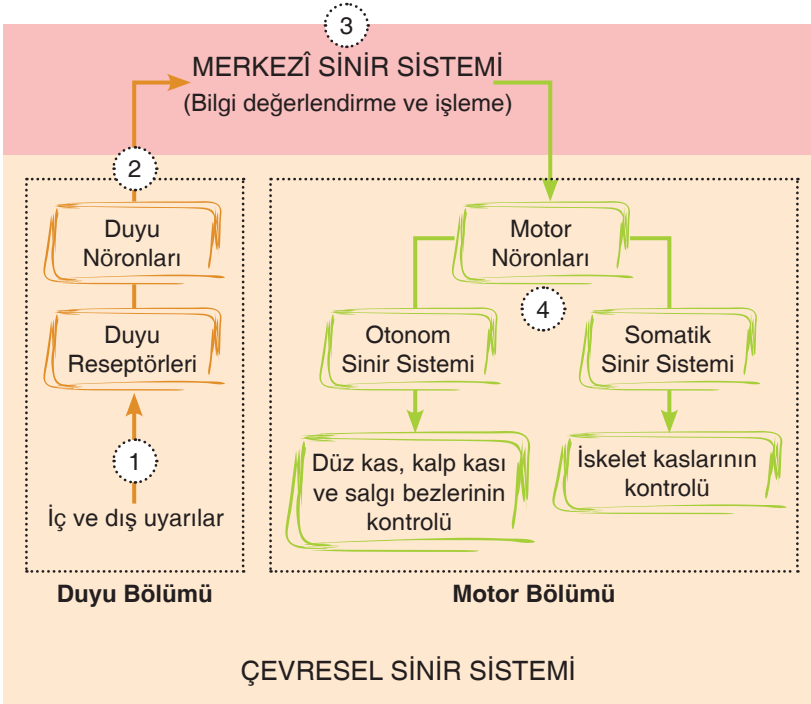 3
MERKEZÎ SİNİR SİSTEMİ
(Bilgi değerlendirme ve işleme)
2
Duyu
Nöronları
Duyu
Reseptörleri
1
İç ve dış uyarılar
Duyu Bölümü
Motor
Nöronları
4
Otonom
Sinir Sistemi
Somatik
Sinir Sistemi
Düz kas, kalp kası
ve salgı bezlerinin
kontrolü
İskelet kaslarının
kontrolü
Motor Bölümü
ÇEVRESEL SİNİR SİSTEMİ